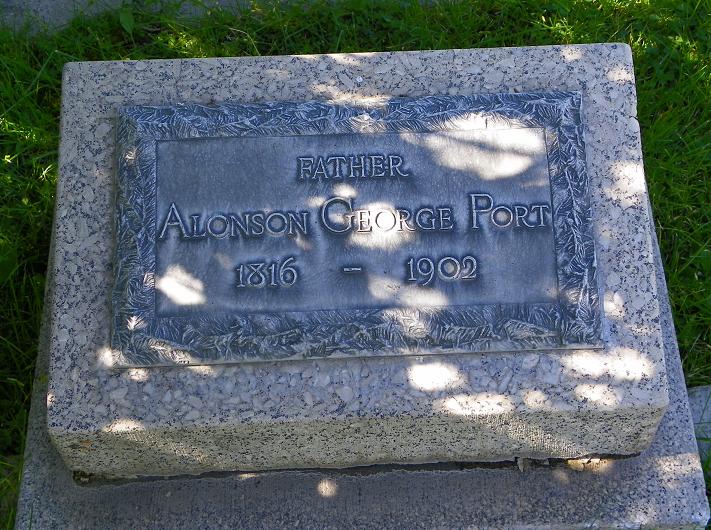 FATHER
ALONSON GEORGE PORT
1816 – 1902